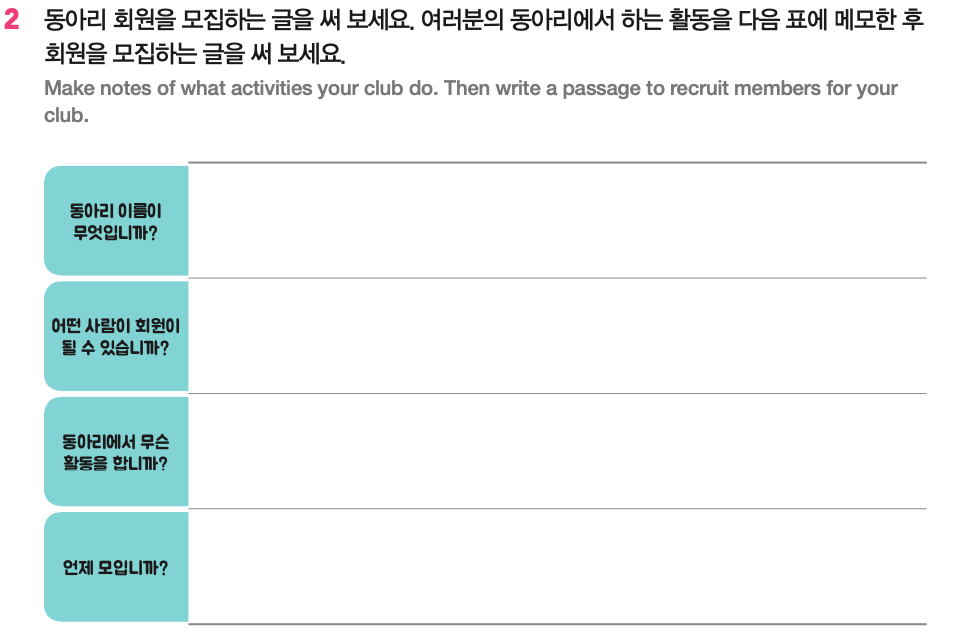 2 동아리 회원을 모집하는 글을 써 보세요. 여러분의 동아리에서 하는 활동을 다음 표에 메모한 후
회원을 모집하는 글을 써 보세요.
Make notes of what activities your club do. Then write a passage to recruit members for your
club.
동아리 이름이
무엇입니까?
어떤 사람이 회원이
될 수 있습니까?
동아리에서 무슨
활동을 합니까?
언제 모입니까?